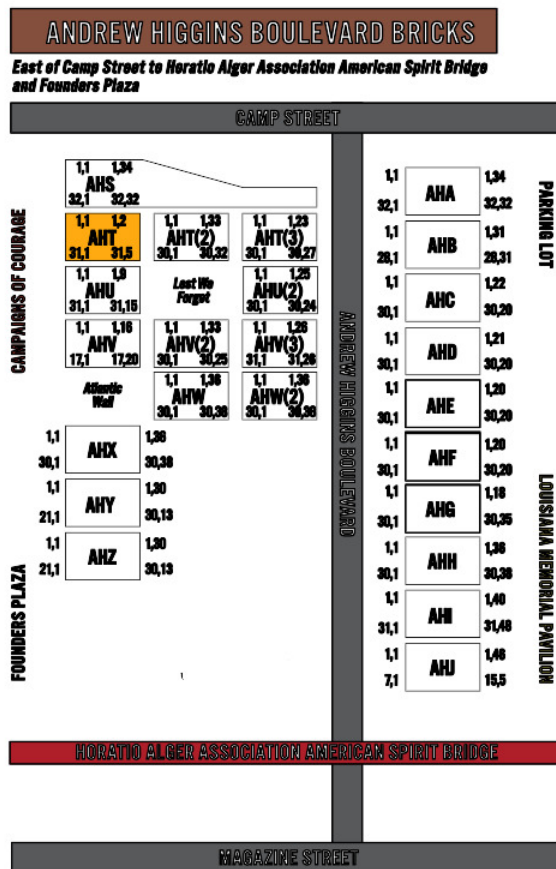 ANDREW HIGGINS BOULEVARD BRICKS
East of Camp Street to Horatio Alger Association American Spirit Bridge
and Founders Plaza
CAMP STREET
1,1 1,34
AHS
32,1 32,32
1,1 1,2
AHT
31,1 31,5
1,1 1,33
AHT(2)
30,1 30,32
1,1 1,23
AHT(3)
30,1 30,27
1,1 1,9
AHU
31,1 31,15
Lest We
Forget
1,1 1,25
AHU(2)
30,1 30,24
1,1 1,16
AHV
17,1 17,20
1,1 1,33
AHV(2)
30,1 30,25
1,1 1,26
AHV(3)
31,1 31,26
Atlantic
Wall
1,1 1,36
AHW
30,1 30,38
1,1 1,36
AHW(2)
30,1 30,38
1,1 1,36
AHX
30,1 30,38
1,1 1,30
AHY
21,1 30,13
1,1 1,30
AHZ
21,1 30,13
CAMPAIGNS OF COURAGE
FOUNDERS PLAZA
ANDREW HIGGINS BOULEVARD
1,1 1,34
AHA
32,1 32,32
1,1 1,31
AHB
28,1 28,31
1,1 1,22
AHC
30,1 30,20
1,1 1,21
AHD
30,1 30,20
1,1 1,20
AHE
30,1 30,20
1,1 1,20
AHF
30,1 30,20
1,1 1,18
AHG
30,1 30,35
1,1 1,36
AHH
30,1 30,38
1,1 1,40
AHI
31,1 31,48
1,1 1,46
AHJ
7,1 15,5
PARKING LOT
LOUISIANA MEMORIAL PAVILION
HORATIO ALGER ASSOCIATION AMERICAN SPIRIT BRIDGE
MAGAZINE STREET